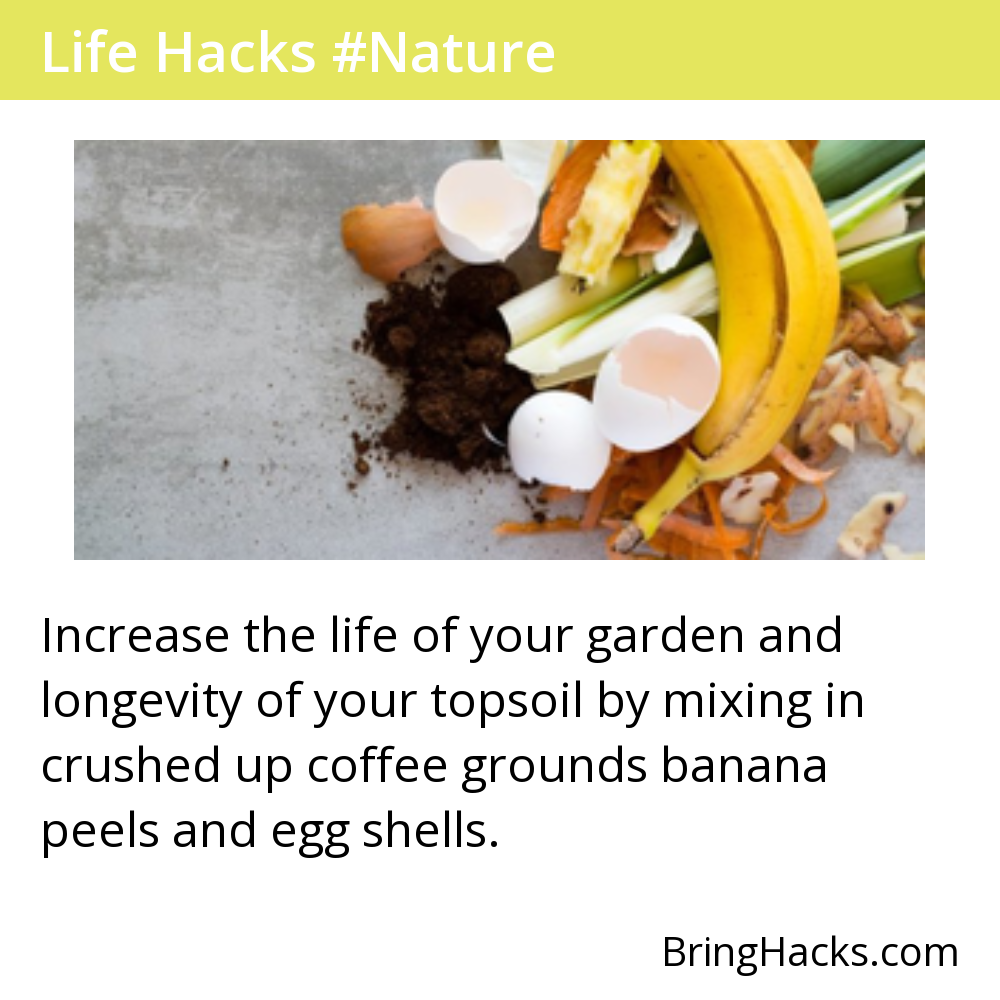 Life Hacks #Nature
Increase the life of your garden and
longevity of your topsoil by mixing in
crushed up coffee grounds banana
peels and egg shells.
BringHacks.com